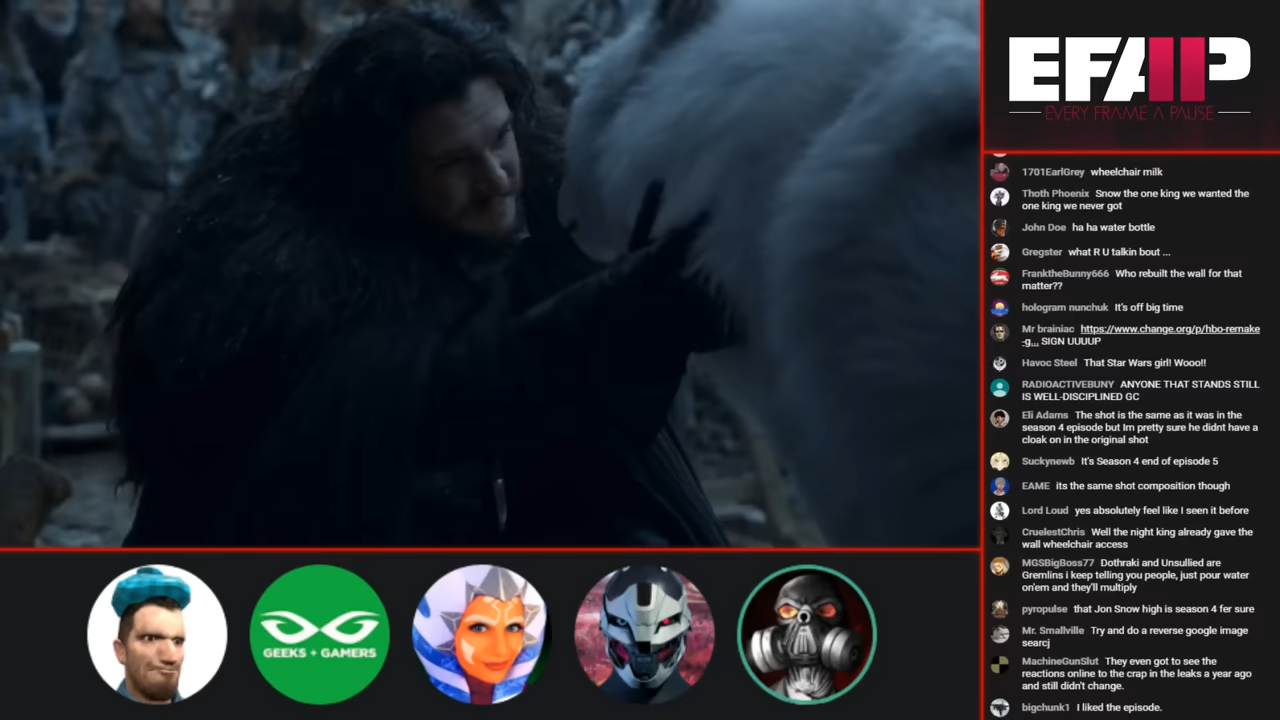 EFAP
EVERY FRAME A PAUSE
1701EarlGrey wheelchair milk
Thoth Phoenix Snow the one king we wanted the
one king we never got
John Doe ha ha water bottle
Gregster what R U talkin bout ...
FranktheBunny666 Who rebuilt the wall for that
matter??
hologram nunchuk It's off big time
Mr brainiac https://www.change.org/p/hbo-remake
-g... SIGN UUUUP
Havoc Steel That Star Wars girl! Wooo!!
RADIOACTIVEBUNY ANYONE THAT STANDS STILL
IS WELL-DISCIPLINED GC
Eli Adams The shot is the same as it was in the
season 4 episode but Im pretty sure he didnt have a
cloak on in the original shot
Suckynewb It's Season 4 end of episode 5
EAME its the same shot composition though
Lord Loud yes absolutely feel like I seen it before
CruelestChris Well the night king already gave the
wall wheelchair access
MGSBigBoss77 Dothraki and Unsullied are
Gremlins i keep telling you people, just pour water
on'em and they'll multiply
pyropulse that Jon Snow high is season 4 fer sure
Mr. Smallville Try and do a reverse google image
searcj
MachineGunSlut They even got to see the
reactions online to the crap in the leaks a year ago
and still didn't change.
bigchunk1 I liked the episode.
GEEKS + GAMERS